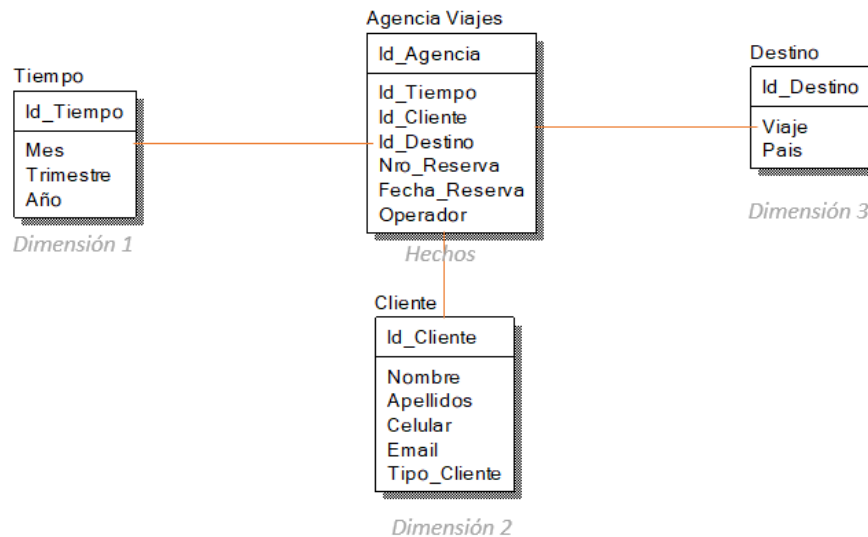 Agencia Viajes
Id_Agencia
Id_Tiempo
Id_Cliente
Id_Destino
Nro_Reserva
Fecha_Reserva
Operador
Hechos
Tiempo
Id_Tiempo
Mes
Trimestre
Año
Dimensión 1
Destino
Id_Destino
Viaje
Pais
Dimensión 3
Cliente
Id_Cliente
Nombre
Apellidos
Celular
Email
Tipo_Cliente
Dimensión 2